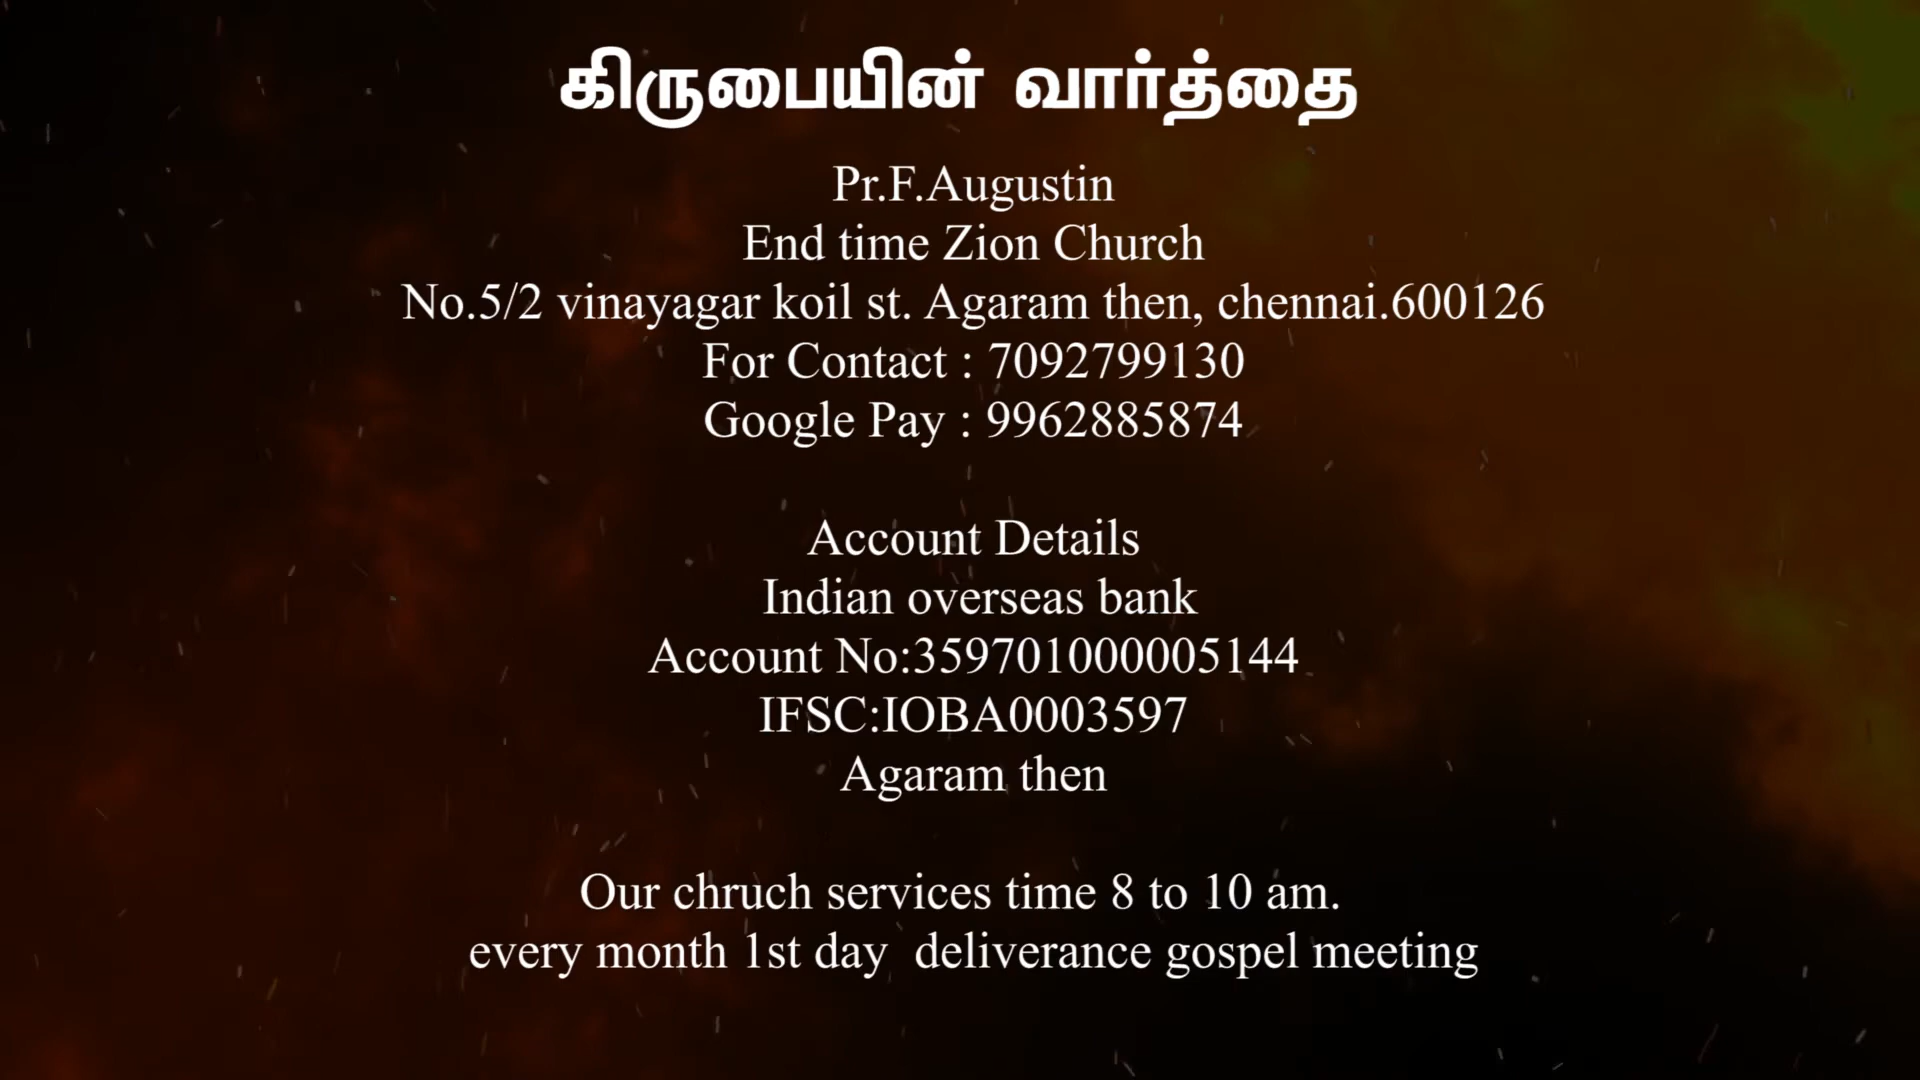 கிருபையின் வார்த்தை
Pr.F.Augustin
End time Zion Church
No.5/2 vinayagar koil st. Agaram then, chennai.600126
For Contact : 7092799130
Google Pay : 9962885874
Account Details
Indian overseas bank
Account No:359701000005144
IFSC:IOBA0003597
Agaram then
Our chruch services time 8 to 10 am.
every month 1st day  deliverance gospel meeting